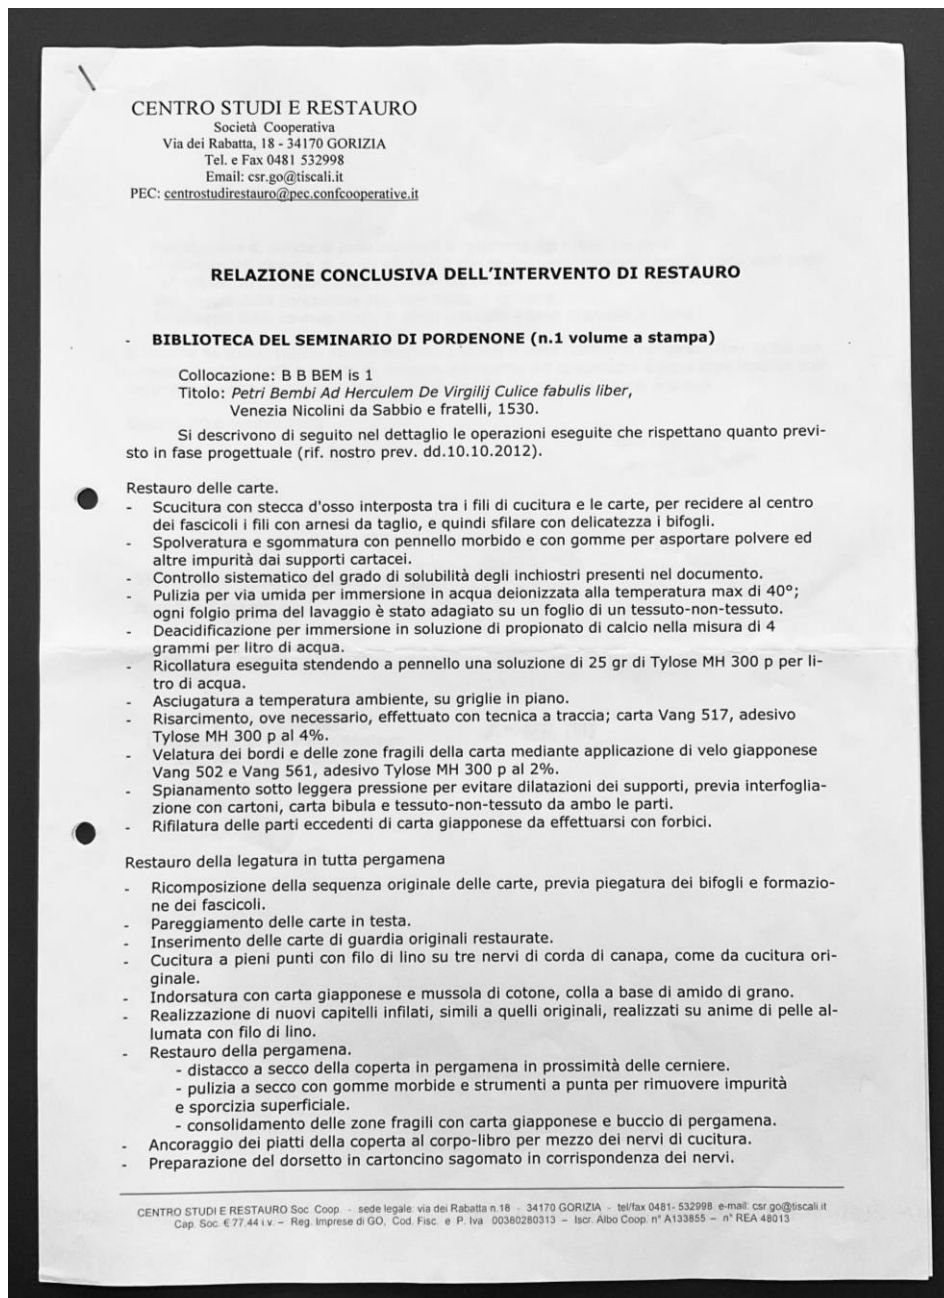 CENTRO STUDI E RESTAURO
Società Cooperativa
Via dei Rabatta, 18 - 34170 GORIZIA
Tel. e Fax 0481 532998
Email: csr.go@tiscali.it
PEC: centrostudirestauro@pec.confcooperative.it
RELAZIONE CONCLUSIVA DELL'INTERVENTO DI RESTAURO
- BIBLIOTECA DEL SEMINARIO DI PORDENONE (n.1 volume a stampa)
Collocazione: B B BEM is 1
Titolo: Petri Bembi Ad Herculem De Virgilij Culice fabulis liber,
Venezia Nicolini da Sabbio e fratelli, 1530.
Si descrivono di seguito nel dettaglio le operazioni eseguite che rispettano quanto previ-
sto in fase progettuale (rif. nostro prev. dd.10.10.2012).
Restauro delle carte.
- Scucitura con stecca d'osso interposta tra i fili di cucitura e le carte, per recidere al centro
dei fascicoli i fili con arnesi da taglio, e quindi sfilare con delicatezza i bifogli.
- Spolveratura e sgommatura con pennello morbido e con gomme per asportare polvere ed
altre impurità dai supporti cartacei.
- Controllo sistematico del grado di solubilità degli inchiostri presenti nel documento.
- Pulizia per via umida per immersione in acqua deionizzata alla temperatura max di 40°;
ogni folgio prima del lavaggio è stato adagiato su un foglio di un tessuto-non-tessuto.
- Deacidificazione per immersione in soluzione di propionato di calcio nella misura di 4
grammi per litro di acqua.
- Ricollatura eseguita stendendo a pennello una soluzione di 25 gr di Tylose MH 300 p per li-
tro di acqua.
- Asciugatura a temperatura ambiente, su griglie in piano.
- Risarcimento, ove necessario, effettuato con tecnica a traccia; carta Vang 517, adesivo
Tylose MH 300 p al 4%.
- Velatura dei bordi e delle zone fragili della carta mediante applicazione di velo giapponese
Vang 502 e Vang 561, adesivo Tylose MH 300 p al 2%.
- Spianamento sotto leggera pressione per evitare dilatazioni dei supporti, previa interfoglia-
zione con cartoni, carta bibula e tessuto-non-tessuto da ambo le parti.
- Rifilatura delle parti eccedenti di carta giapponese da effettuarsi con forbici.
Restauro della legatura in tutta pergamena
- Ricomposizione della sequenza originale delle carte, previa piegatura dei bifogli e formazio-
ne dei fascicoli.
- Pareggiamento delle carte in testa.
- Inserimento delle carte di guardia originali restaurate.
- Cucitura a pieni punti con filo di lino su tre nervi di corda di canapa, come da cucitura ori-
ginale.
- Indorsatura con carta giapponese e mussola di cotone, colla a base di amido di grano.
- Realizzazione di nuovi capitelli infilati, simili a quelli originali, realizzati su anime di pelle al-
lumata con filo di lino.
- Restauro della pergamena.
- distacco a secco della coperta in pergamena in prossimità delle cerniere.
- pulizia a secco con gomme morbide e strumenti a punta per rimuovere impurità
e sporcizia superficiale.
- consolidamento delle zone fragili con carta giapponese e buccio di pergamena.
- Ancoraggio dei piatti della coperta al corpo-libro per mezzo dei nervi di cucitura.
- Preparazione del dorsetto in cartoncino sagomato in corrispondenza dei nervi.
CENTRO STUDI E RESTAURO Soc. Coop. - sede legale: via dei Rabatta n.18 - 34170 GORIZIA - tel/fax 0481- 532998 e-mail: csr.go@tiscali.it
Cap. Soc. € 77,44 i.v. – Reg. Imprese di GO, Cod. Fisc. e P. Iva 00380280313 – Iscr. Albo Coop. n° A133855 – n° REA 48013